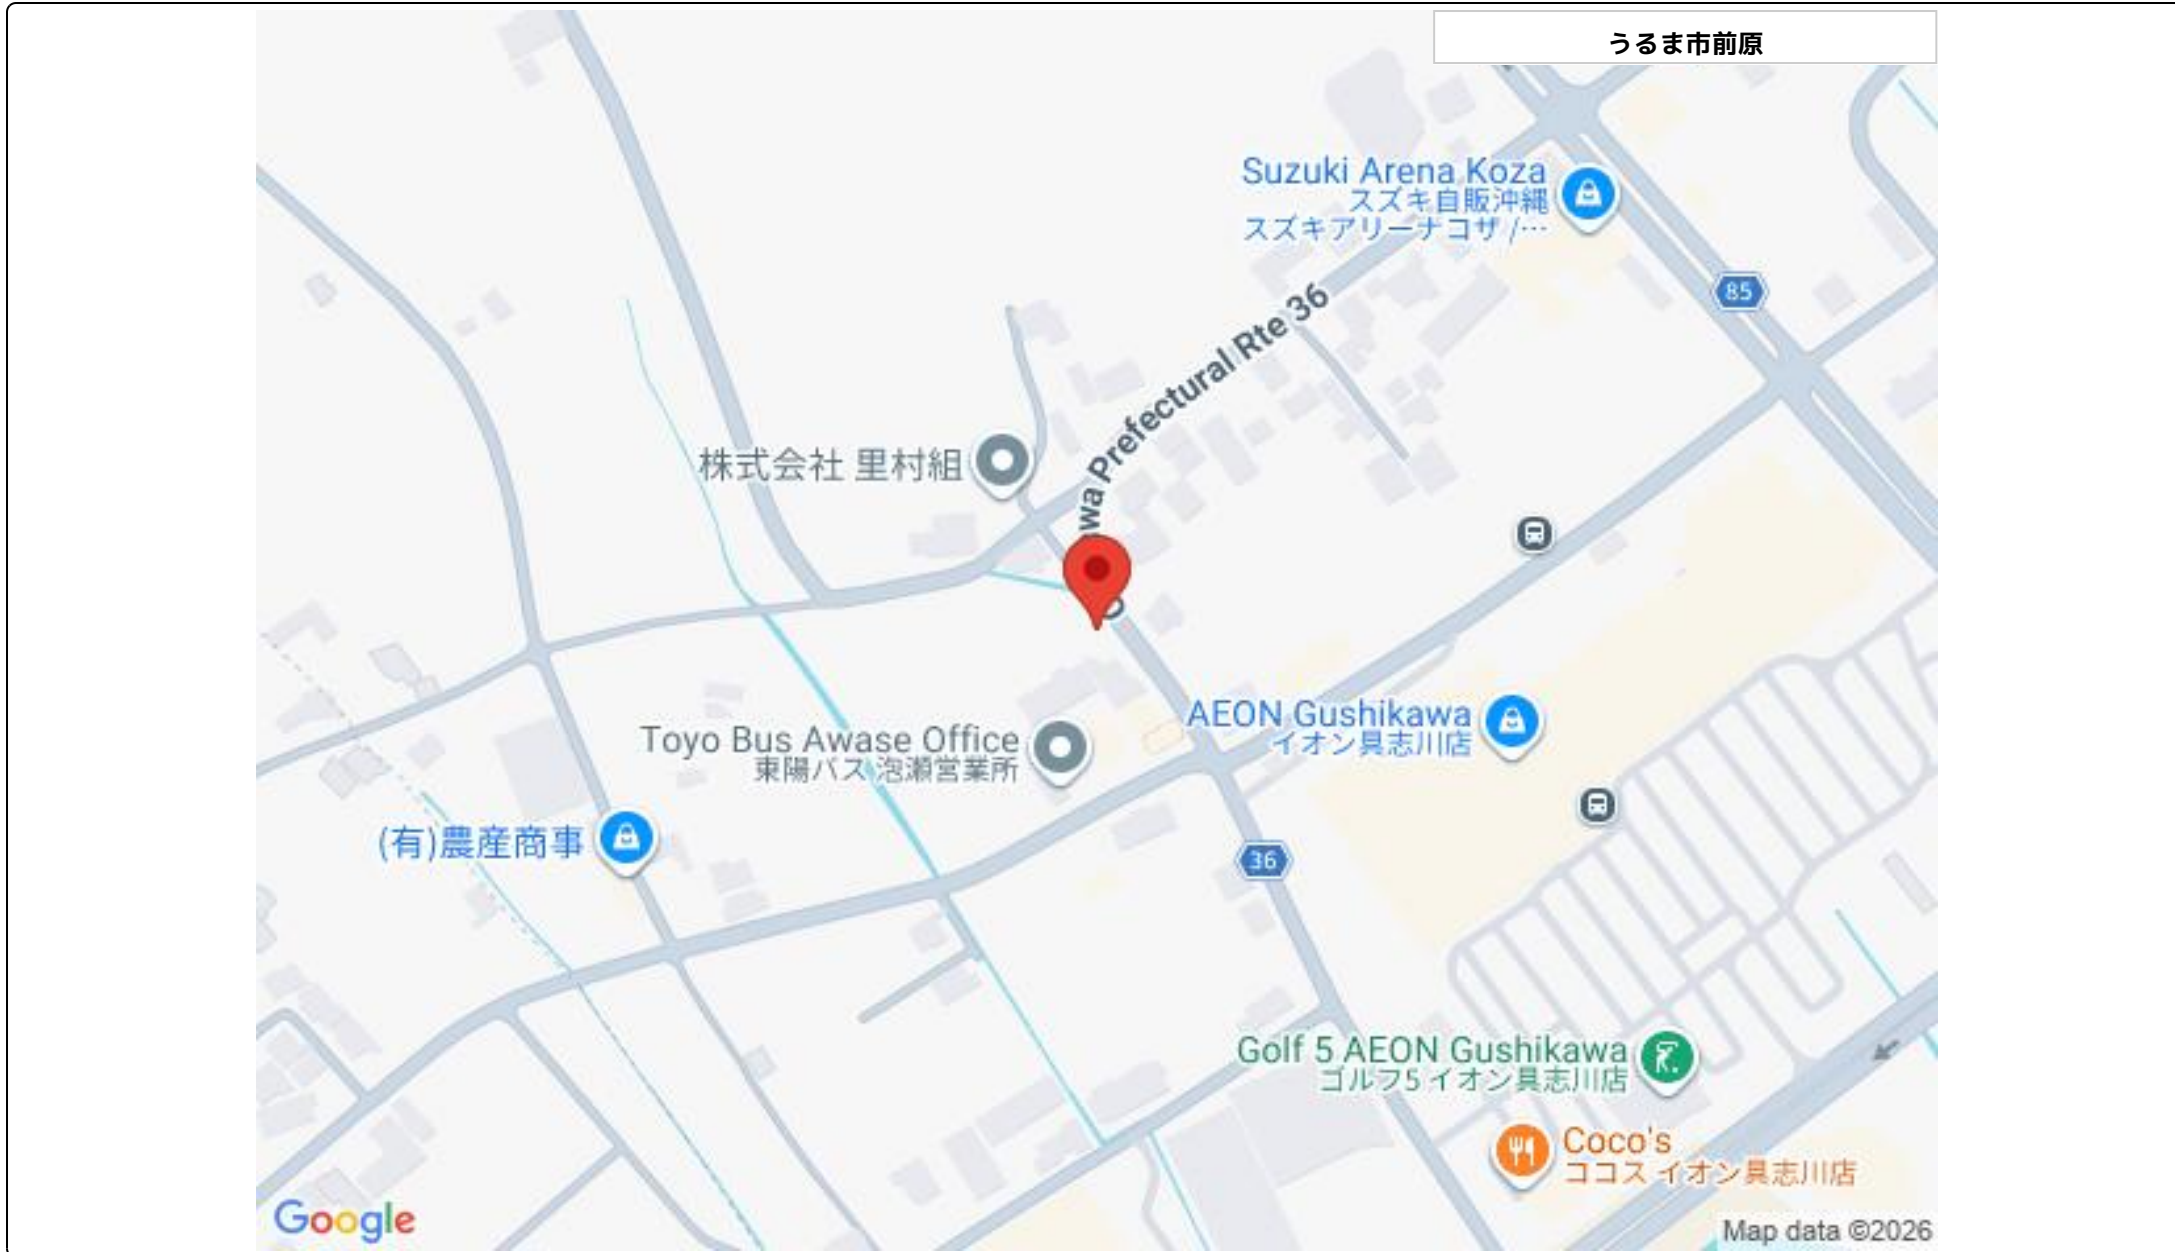 うるま市前原
Suzuki Arena Koza
スズキ自販沖縄
スズキアリーナコザ /…
85
wa Prefectural Rte 36
株式会社 里村組
AEON Gushikawa
イオン具志川店
Toyo Bus Awase Office
東陽バス 泡瀬営業所
(有)農産商事
36
Golf 5 AEON Gushikawa
ゴルフ5 イオン具志川店
Coco's
ココス イオン具志川店
Google
Map data ©2026